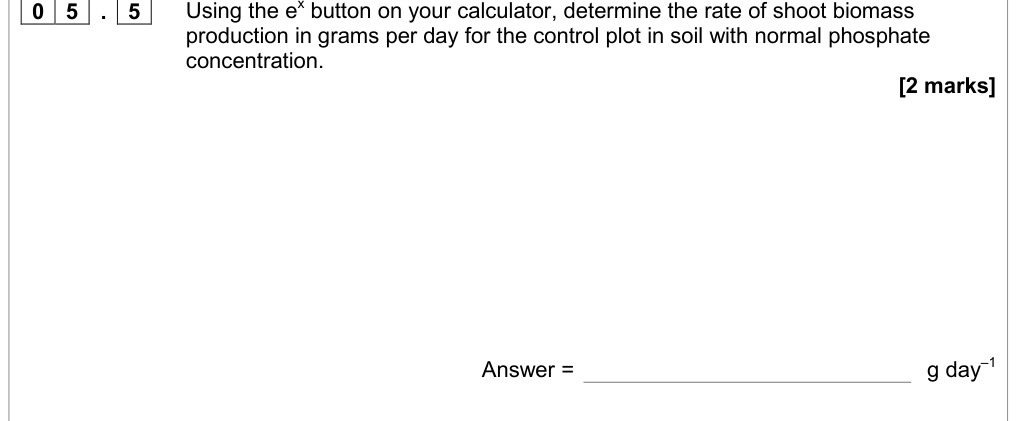 0 5 . 5 Using the eˣ button on your calculator, determine the rate of shoot biomass
production in grams per day for the control plot in soil with normal phosphate
concentration.
[2 marks]
Answer = ____________________ g day⁻¹